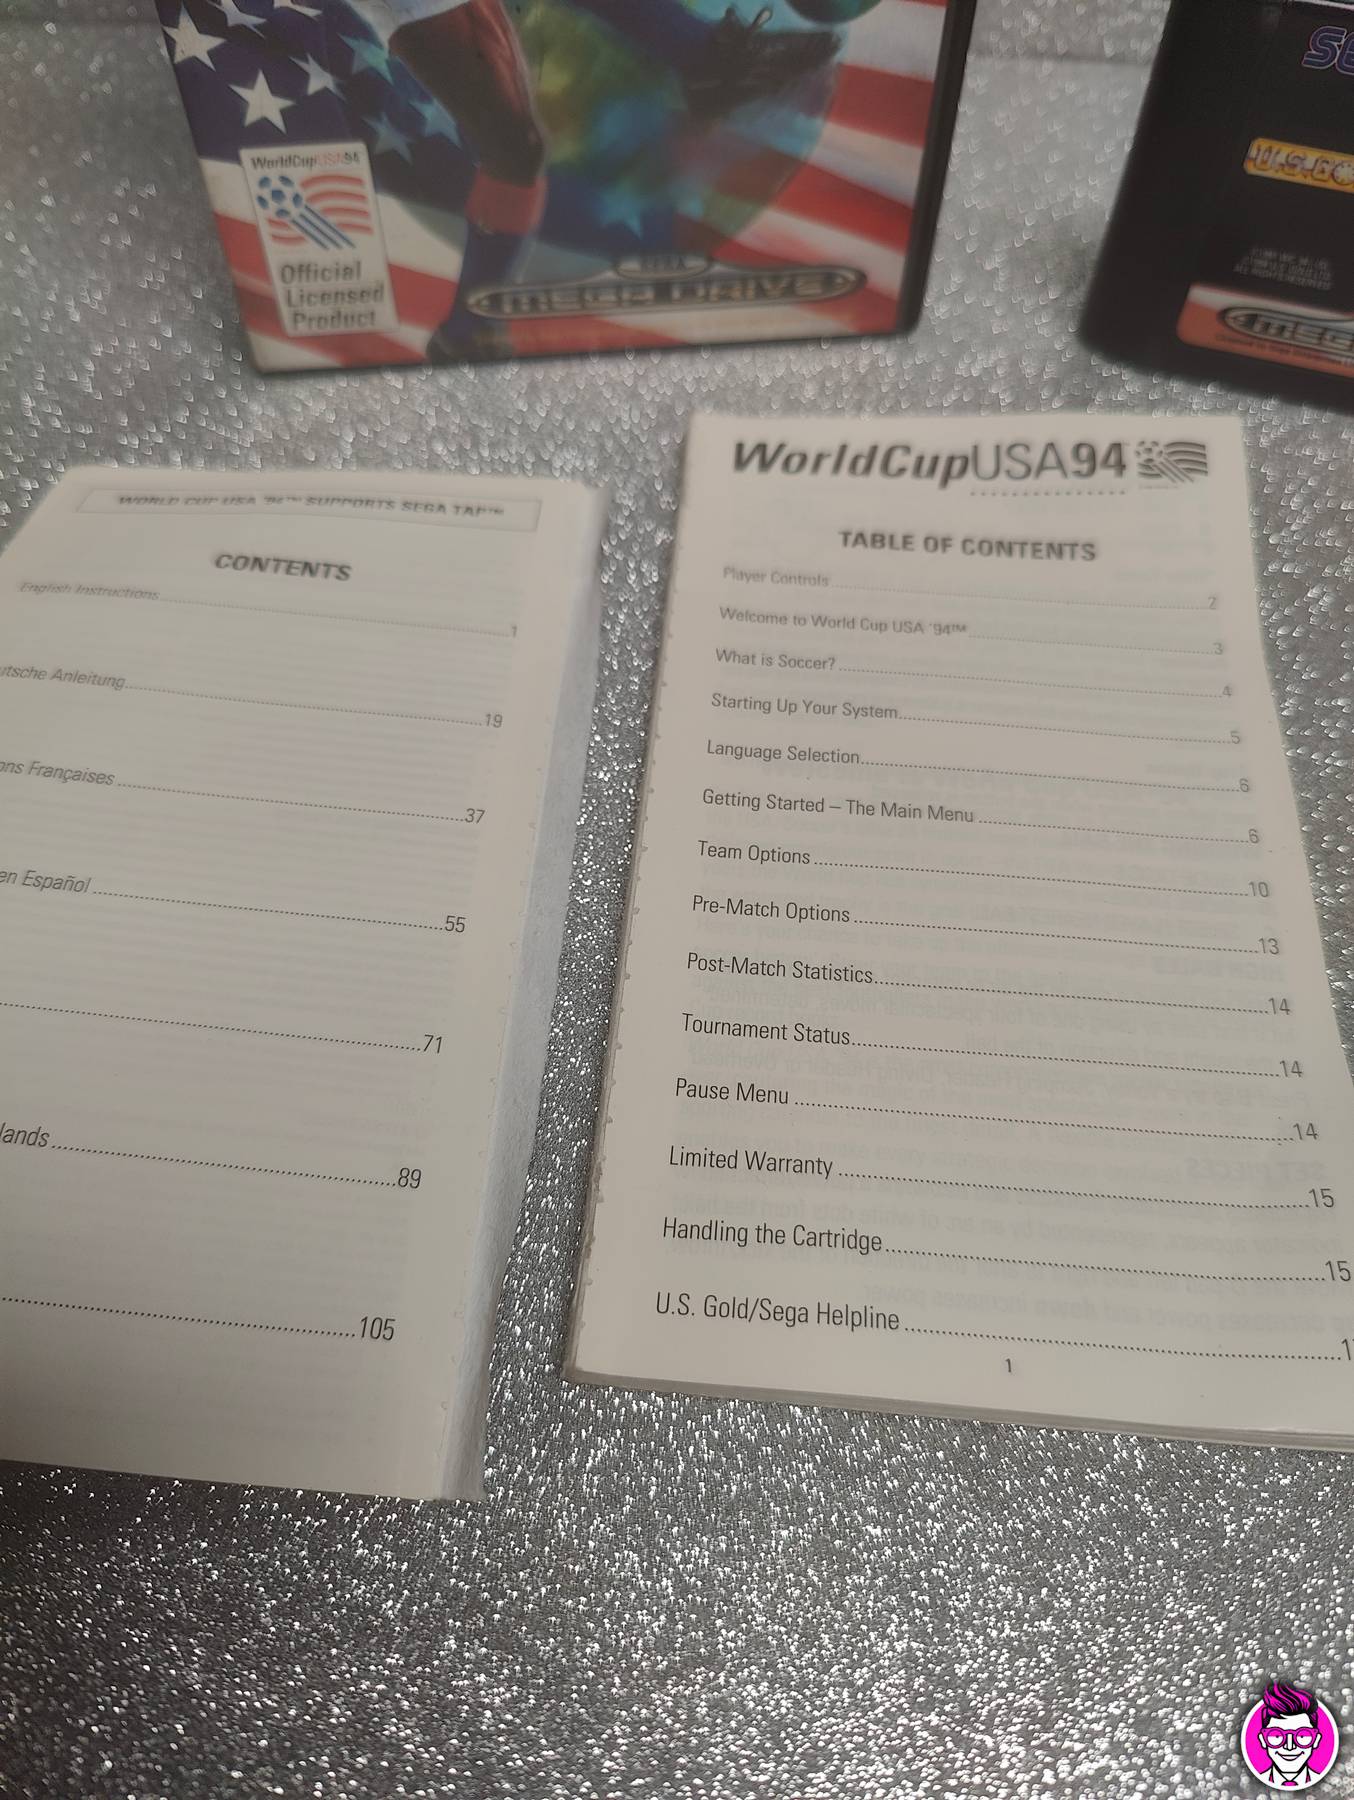 WorldCupUSA94
Official
Licensed
Product
SEGA
MEGA DRIVE
WORLD CUP USA '94™ SUPPORTS SEGA TAP™
CONTENTS
English Instructions 1
utsche Anleitung 19
ons Françaises 37
en Español 55
71
lands 89
105
WorldCupUSA94
TABLE OF CONTENTS
Player Controls 2
Welcome to World Cup USA '94™ 3
What is Soccer? 4
Starting Up Your System 5
Language Selection 6
Getting Started – The Main Menu 6
Team Options 10
Pre-Match Options 13
Post-Match Statistics 14
Tournament Status 14
Pause Menu 14
Limited Warranty 15
Handling the Cartridge 15
U.S. Gold/Sega Helpline 1
1